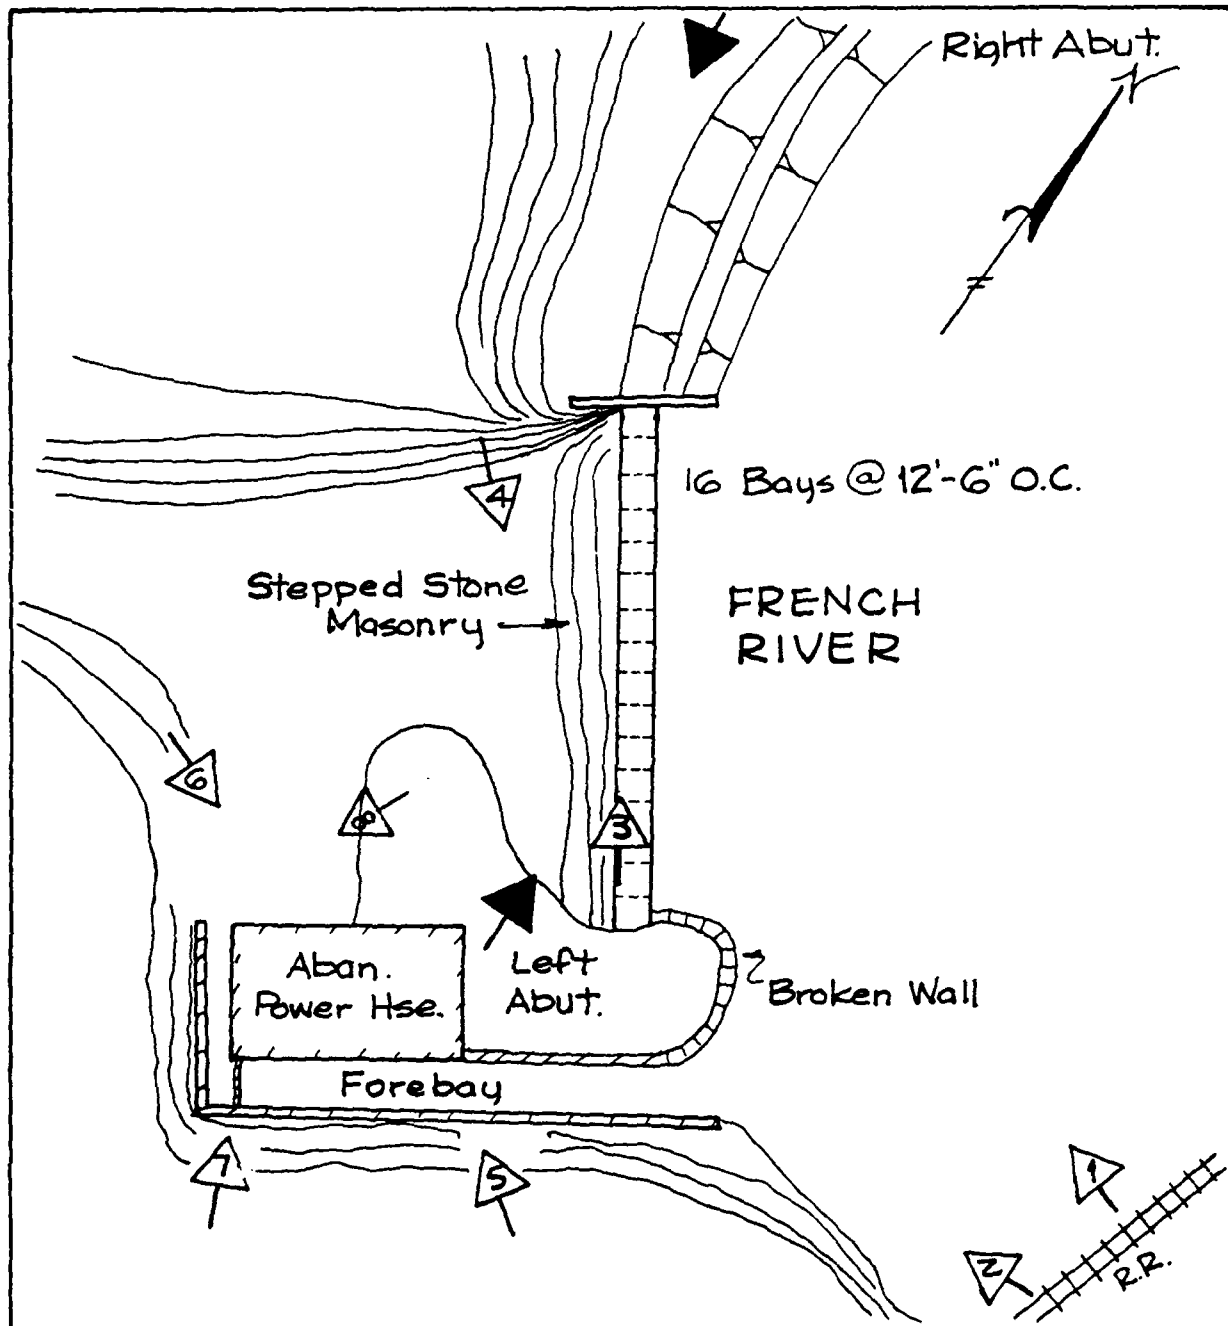 Right Abut.
N
4
16 Bays @ 12'-6" O.C.
Stepped Stone
Masonry
FRENCH
RIVER
6
8
3
Aban.
Power Hse.
Left
Abut.
Broken Wall
Forebay
7
5
1
2
R.R.